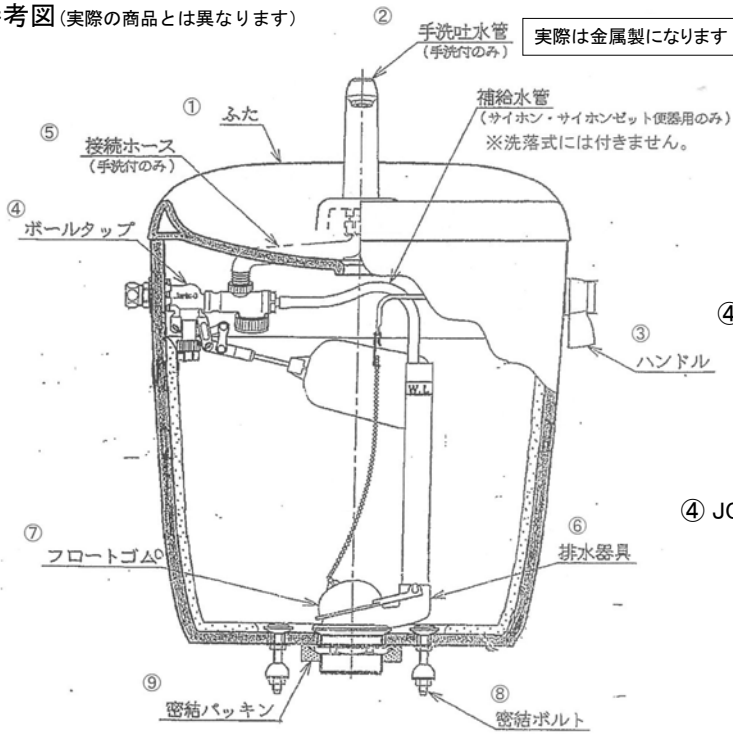 考図(実際の商品とは異なります)
②
手洗吐水管
(手洗付のみ)
実際は金属製になります
①
ふた
補給水管
(サイホン・サイホンゼット便器用のみ)
※洗落式には付きません。
⑤
接続ホース
(手洗付のみ)
④
ボールタップ
④
③
ハンドル
W.L
④ JC
⑦
フロートゴム
⑥
排水器具
⑨
密結パッキン
⑧
密結ボルト